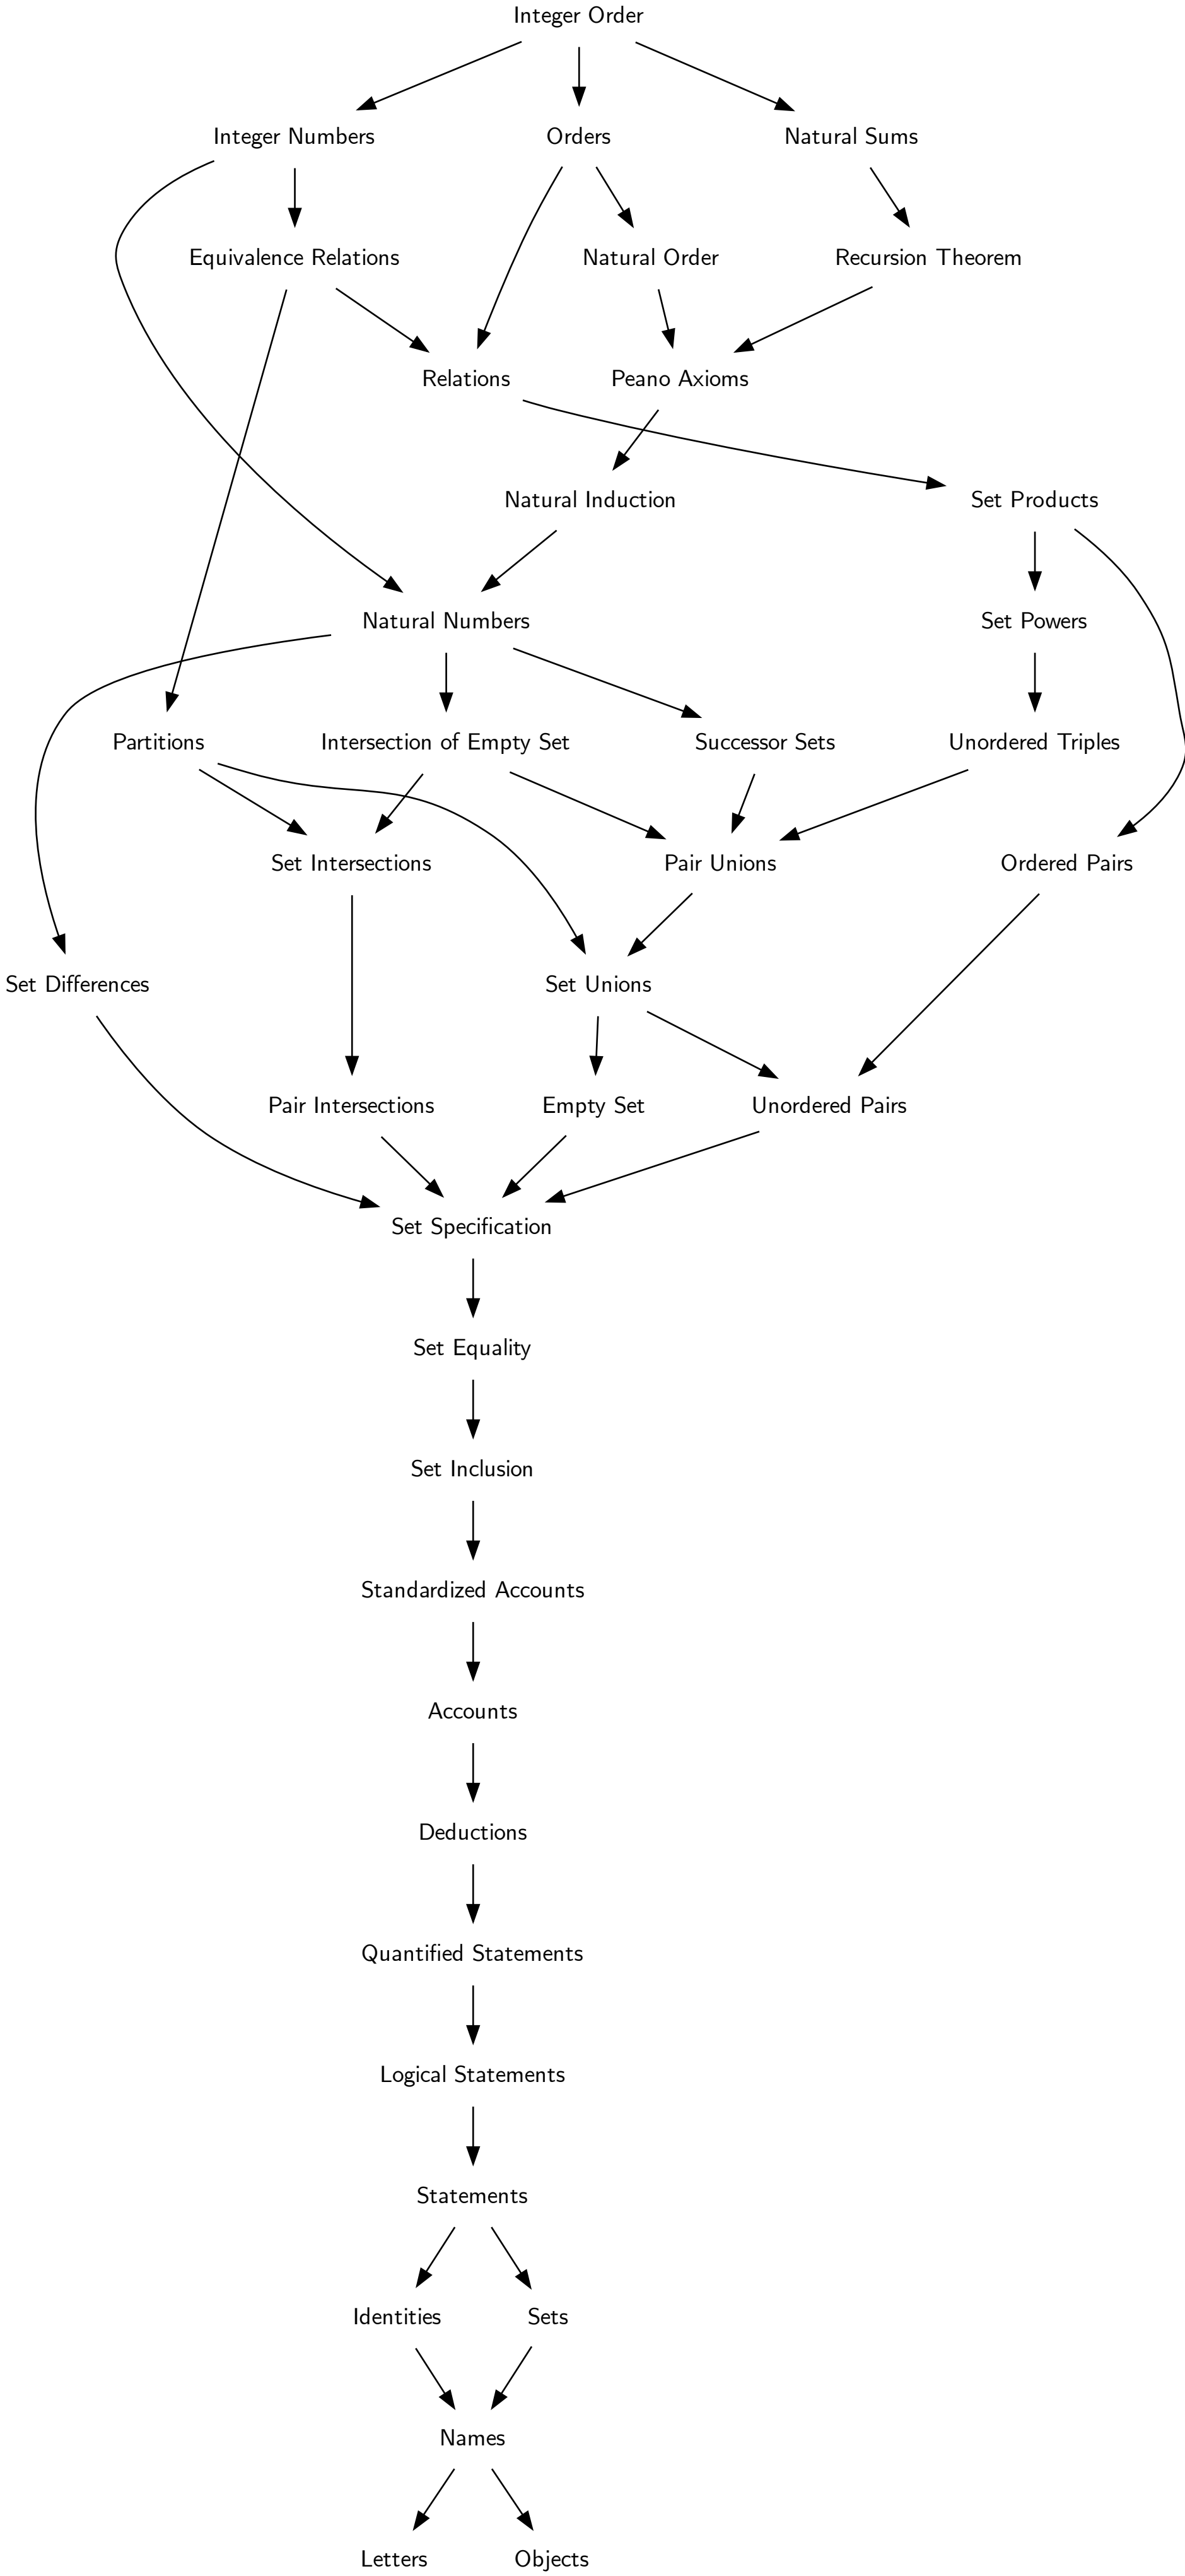 Integer Order
Integer Numbers
Orders
Natural Sums
Equivalence Relations
Natural Order
Recursion Theorem
Relations
Peano Axioms
Natural Induction
Set Products
Natural Numbers
Set Powers
Partitions
Intersection of Empty Set
Successor Sets
Unordered Triples
Set Intersections
Pair Unions
Ordered Pairs
Set Differences
Set Unions
Pair Intersections
Empty Set
Unordered Pairs
Set Specification
Set Equality
Set Inclusion
Standardized Accounts
Accounts
Deductions
Quantified Statements
Logical Statements
Statements
Identities
Sets
Names
Letters
Objects